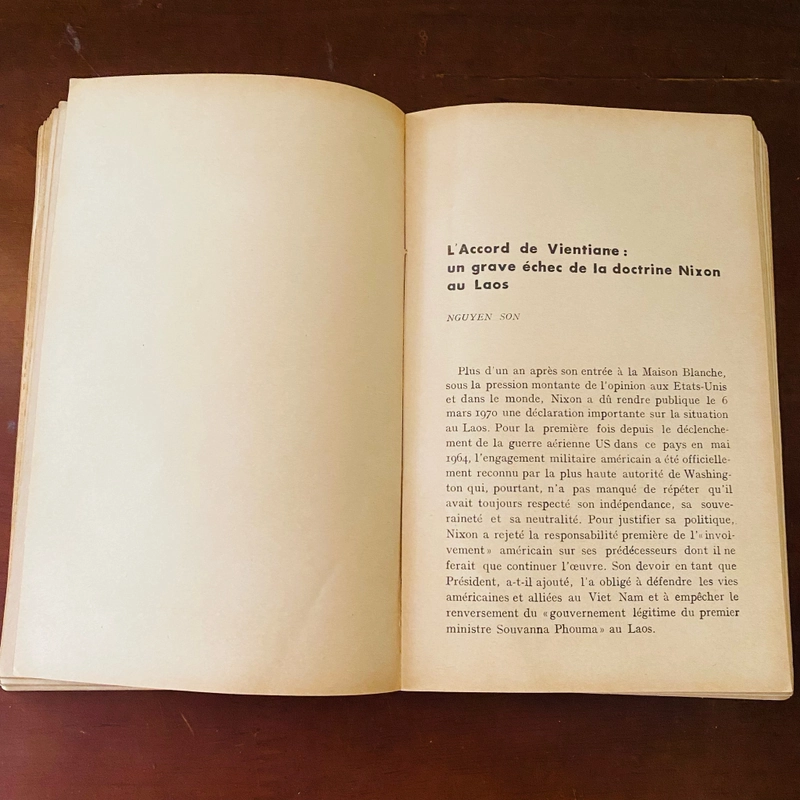 L'Accord de Vientiane :
un grave échec de la doctrine Nixon
au Laos
NGUYEN SON
Plus d'un an après son entrée à la Maison Blanche,
sous la pression montante de l'opinion aux Etats-Unis
et dans le monde, Nixon a dû rendre publique le 6
mars 1970 une déclaration importante sur la situation
au Laos. Pour la première fois depuis le déclenche-
ment de la guerre aérienne US dans ce pays en mai
1964, l'engagement militaire américain a été officielle-
ment reconnu par la plus haute autorité de Washing-
ton qui, pourtant, n'a pas manqué de répéter qu'il
avait toujours respecté son indépendance, sa souve-
raineté et sa neutralité. Pour justifier sa politique,
Nixon a rejeté la responsabilité première de l'«invol-
vement» américain sur ses prédécesseurs dont il ne
ferait que continuer l'œuvre. Son devoir en tant que
Président, a-t-il ajouté, l'a obligé à défendre les vies
américaines et alliées au Viet Nam et à empêcher le
renversement du «gouvernement légitime du premier
ministre Souvanna Phouma» au Laos.